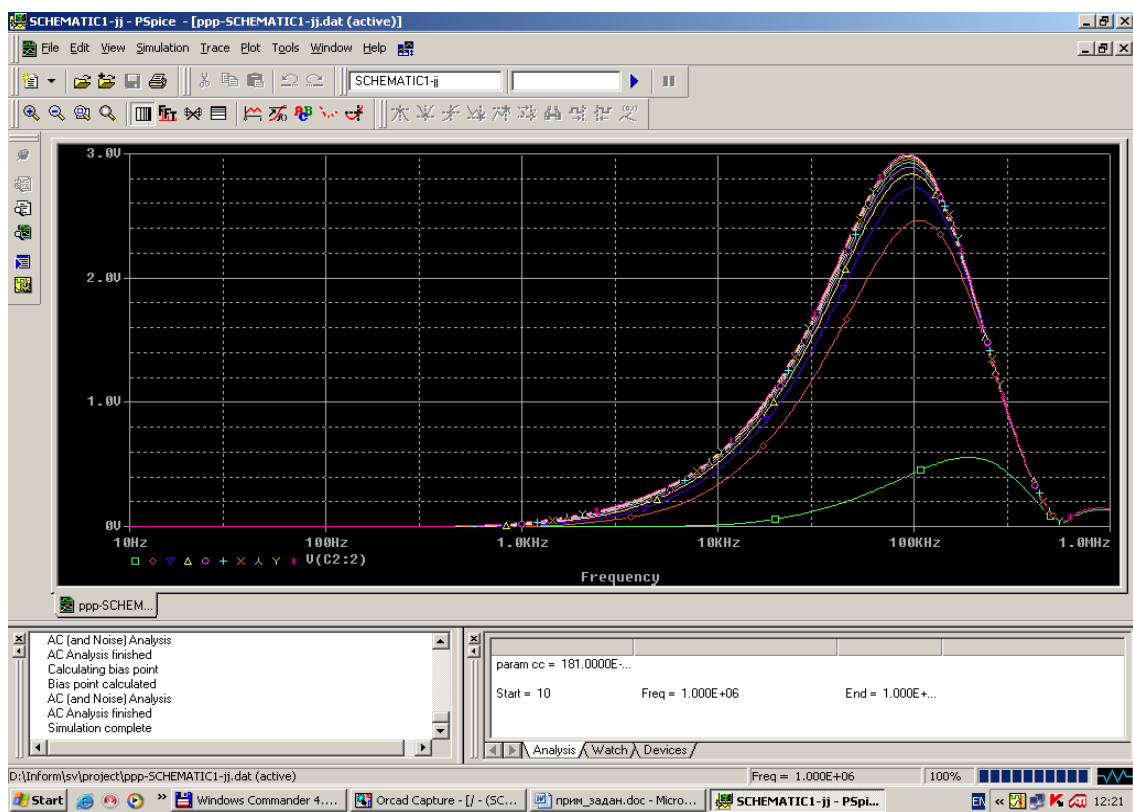 SCHEMATIC1-jj - PSpice - [ppp-SCHEMATIC1-jj.dat (active)]
File Edit View Simulation Trace Plot Tools Window Help
SCHEMATIC1-jj
FFT
ABC
3.0V
2.0V
1.0V
0V
10Hz 100Hz 1.0KHz 10KHz 100KHz 1.0MHz
V(C2:2)
Frequency
ppp-SCHEM...
AC (and Noise) Analysis
AC Analysis finished
Calculating bias point
Bias point calculated
AC (and Noise) Analysis
AC Analysis finished
Simulation complete
param cc = 181.0000E-...
Start = 10 Freq = 1.000E+06 End = 1.000E+...
Analysis Watch Devices
D:\Inform\sv\project\ppp-SCHEMATIC1-jj.dat (active) Freq = 1.000E+06 100%
Start » Windows Commander 4.... Orcad Capture - [/ - (SC... прим_задан.doc - Micro... SCHEMATIC1-jj - PSpi... EN « 12:21